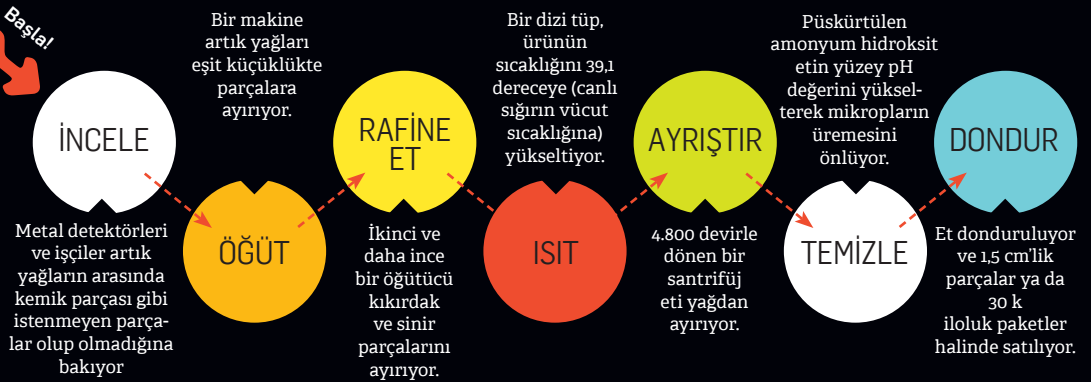 Başla!
İNCELE
Metal detektörleri
ve işçiler artık
yağların arasında
kemik parçası gibi
istenmeyen parça-
lar olup olmadığına
bakıyor
Bir makine
artık yağları
eşit küçüklükte
parçalara
ayırıyor.
ÖĞÜT
RAFİNE
ET
İkinci ve
daha ince
bir öğütücü
kıkırdak
ve sinir
parçalarını
ayırıyor.
Bir dizi tüp,
ürünün
sıcaklığını 39,1
dereceye (canlı
sığırın vücut
sıcaklığına)
yükseltiyor.
ISIT
AYRIŞTIR
4.800 devirle
dönen bir
santrifüj
eti yağdan
ayırıyor.
Püskürtülen
amonyum hidroksit
etin yüzey pH
değerini yüksel-
terek mikropların
üremesini
önlüyor.
TEMİZLE
DONDUR
Et donduruluyor
ve 1,5 cm'lik
parçalar ya da
30 k
iloluk paketler
halinde satılıyor.